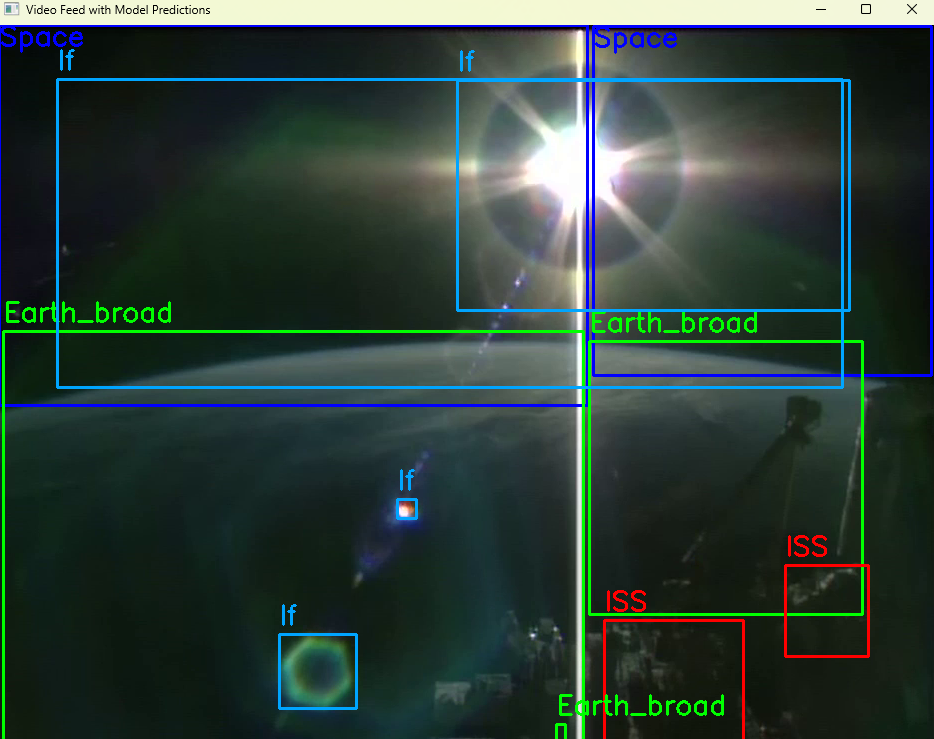 Video Feed with Model Predictions
Space
Space
lf
lf
Earth_broad
Earth_broad
lf
ISS
ISS
lf
Earth_broad